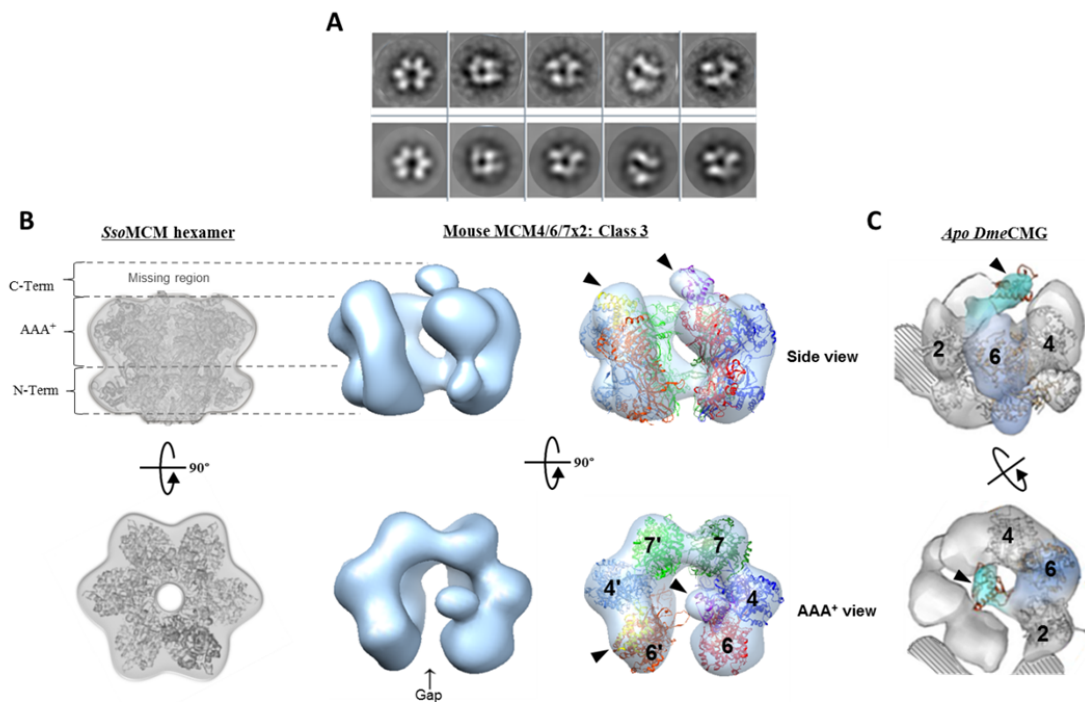 A
B
SsoMCM hexamer
Mouse MCM4/6/7x2: Class 3
C
Apo DmeCMG
C-Term
Missing region
AAA+
N-Term
2
6
4
Side view
90°
90°
7'
7
4'
4
6'
6
AAA+ view
4
6
2
Gap